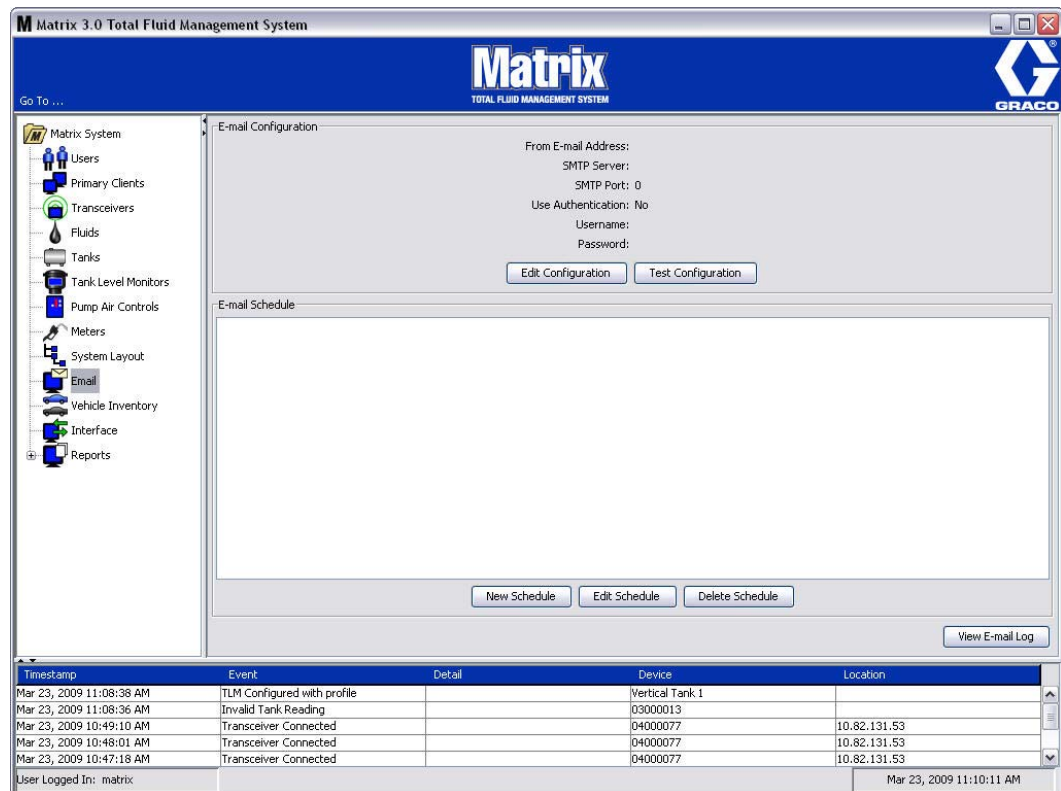 Matrix 3.0 Total Fluid Management System
Matrix
TOTAL FLUID MANAGEMENT SYSTEM
GRACO
®
Go To ...
Matrix System
Users
Primary Clients
Transceivers
Fluids
Tanks
Tank Level Monitors
Pump Air Controls
Meters
System Layout
Email
Vehicle Inventory
Interface
Reports
E-mail Configuration
From E-mail Address:
SMTP Server:
SMTP Port: 0
Use Authentication: No
Username:
Password:
Edit Configuration Test Configuration
E-mail Schedule
New Schedule Edit Schedule Delete Schedule
View E-mail Log
Timestamp Event Detail Device Location
Mar 23, 2009 11:08:38 AM TLM Configured with profile Vertical Tank 1
Mar 23, 2009 11:08:36 AM Invalid Tank Reading 03000013
Mar 23, 2009 10:49:10 AM Transceiver Connected 04000077 10.82.131.53
Mar 23, 2009 10:48:01 AM Transceiver Connected 04000077 10.82.131.53
Mar 23, 2009 10:47:18 AM Transceiver Connected 04000077 10.82.131.53
User Logged In: matrix Mar 23, 2009 11:10:11 AM